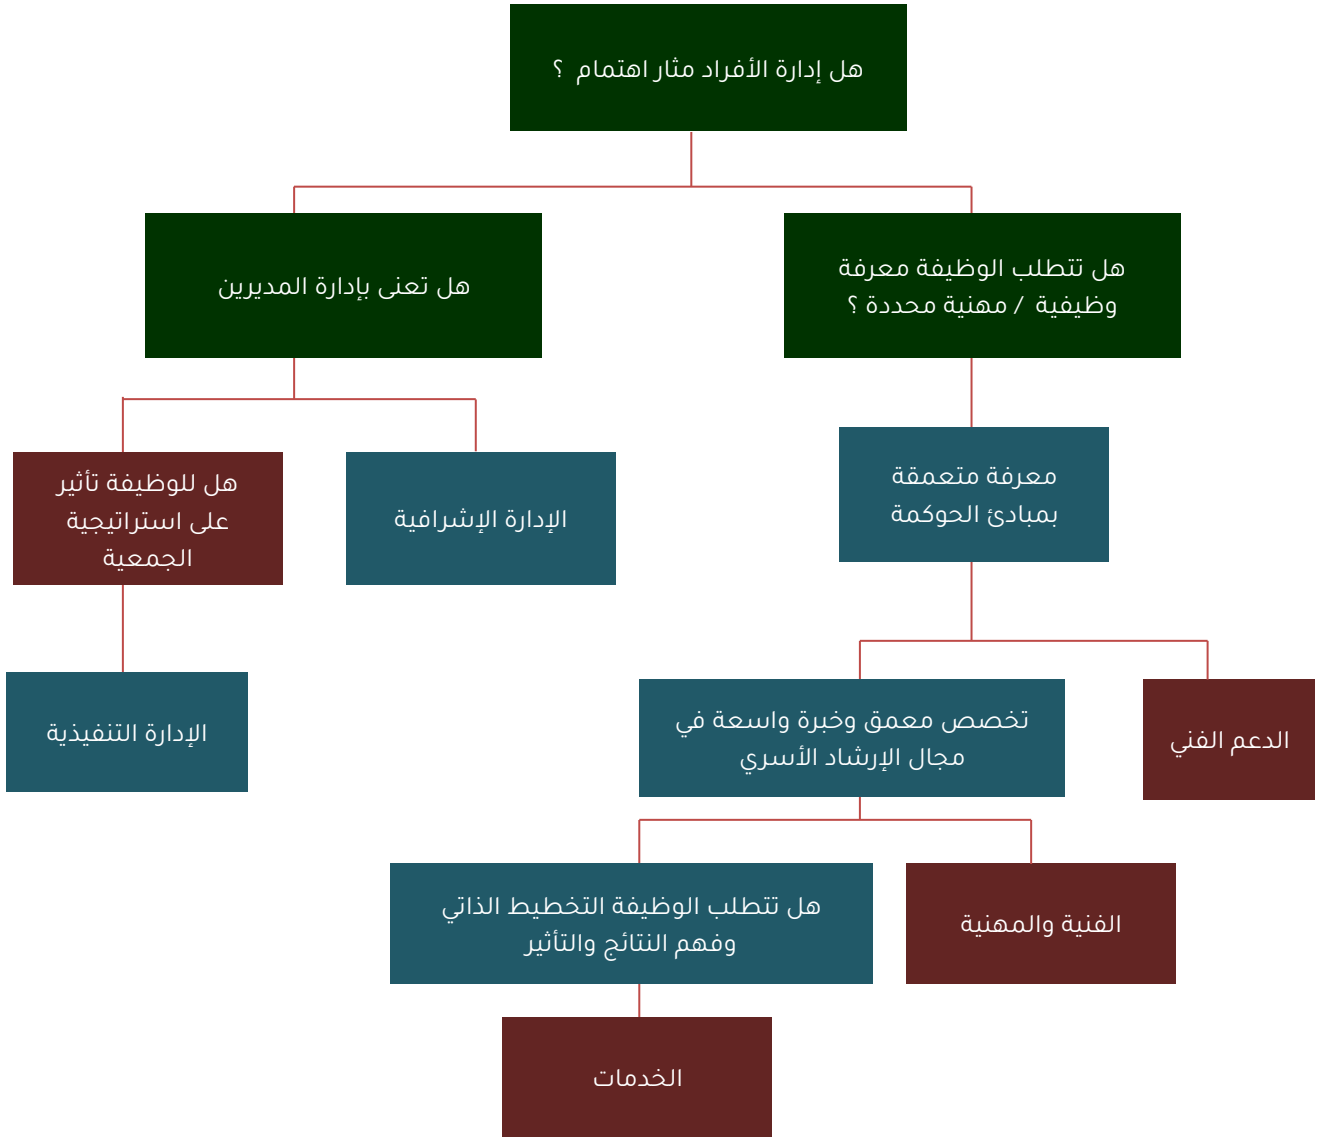 هل إدارة الأفراد مثار اهتمام ؟
هل تتطلب الوظيفة معرفة
وظيفية / مهنية محددة ؟
هل تعنى بإدارة المديرين
معرفة متعمقة
بمبادئ الحوكمة
الإدارة الإشرافية
هل للوظيفة تأثير
على استراتيجية
الجمعية
الدعم الفني
تخصص معمق وخبرة واسعة في
مجال الإرشاد الأسري
الإدارة التنفيذية
الفنية والمهنية
هل تتطلب الوظيفة التخطيط الذاتي
وفهم النتائج والتأثير
الخدمات